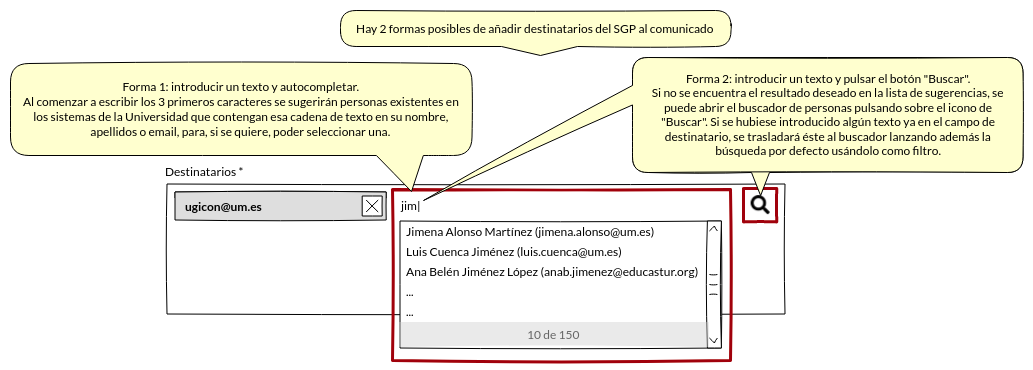 Hay 2 formas posibles de añadir destinatarios del SGP al comunicado
Forma 1: introducir un texto y autocompletar.
Al comenzar a escribir los 3 primeros caracteres se sugerirán personas existentes en
los sistemas de la Universidad que contengan esa cadena de texto en su nombre,
apellidos o email, para, si se quiere, poder seleccionar una.
Forma 2: introducir un texto y pulsar el botón "Buscar".
Si no se encuentra el resultado deseado en la lista de sugerencias, se
puede abrir el buscador de personas pulsando sobre el icono de
"Buscar". Si se hubiese introducido algún texto ya en el campo de
destinatario, se trasladará éste al buscador lanzando además la
búsqueda por defecto usándolo como filtro.
Destinatarios *
ugicon@um.es
jim|
Jimena Alonso Martínez (jimena.alonso@um.es)
Luis Cuenca Jiménez (luis.cuenca@um.es)
Ana Belén Jiménez López (anab.jimenez@educastur.org)
...
...
10 de 150